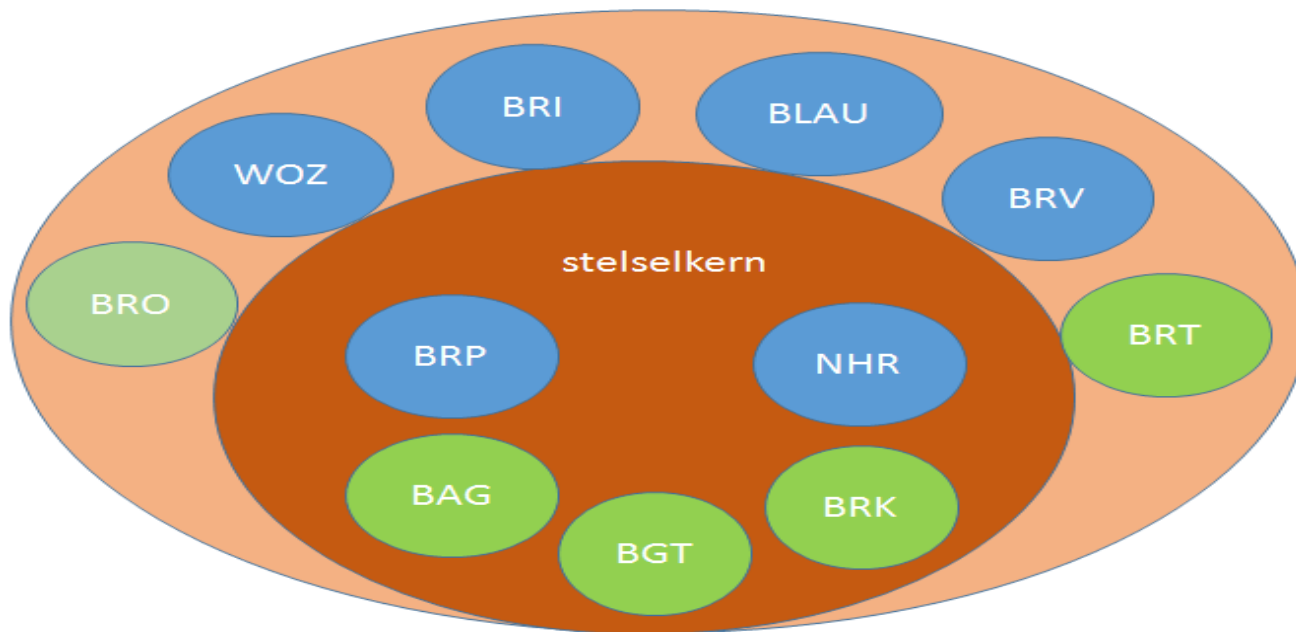 BRI
BLAU
WOZ
BRV
stelselkern
BRO
BRT
BRP
NHR
BAG
BRK
BGT